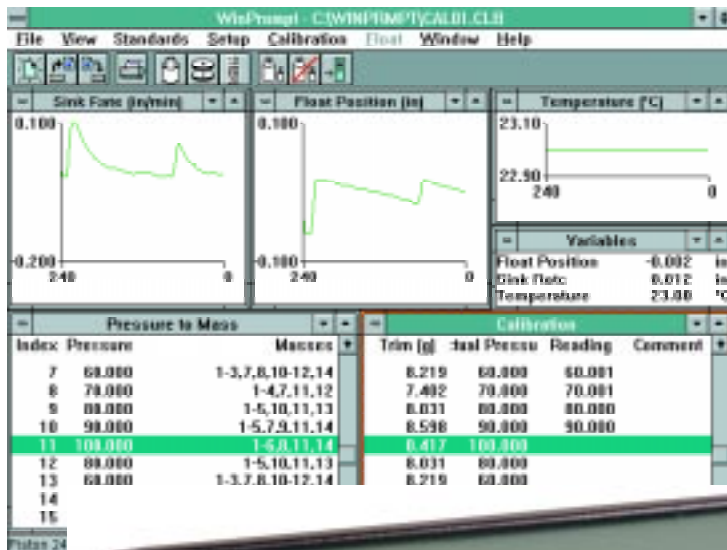 WinPrompt - C:\WINPRMPT\CAL01.CLB
File View Standards Setup Calibration Float Window Help
Sink Rate (in/min)
0.100
-0.200
240 0
Float Position (in)
0.100
-0.100
240 0
Temperature (°C)
23.10
22.90
240 0
Variables
Float Position -0.002 in
Sink Rate 0.012 in
Temperature 23.00 °C
Pressure to Mass
Index Pressure Masses
7 60.000 1-3,7,8,10-12,14
8 70.000 1-4,7,11,12
9 80.000 1-5,10,11,13
10 90.000 1-5,7,9,11,14
11 100.000 1-6,8,11,14
12 80.000 1-5,10,11,13
13 60.000 1-3,7,8,10-12,14
14
15
Calibration
Trim (g) :tual Pressu Reading Comment
8.219 60.000 60.001
7.402 70.000 70.001
8.031 80.000 80.000
8.598 90.000 90.000
8.417 100.000
8.031 80.000
8.219 60.000
Piston 24